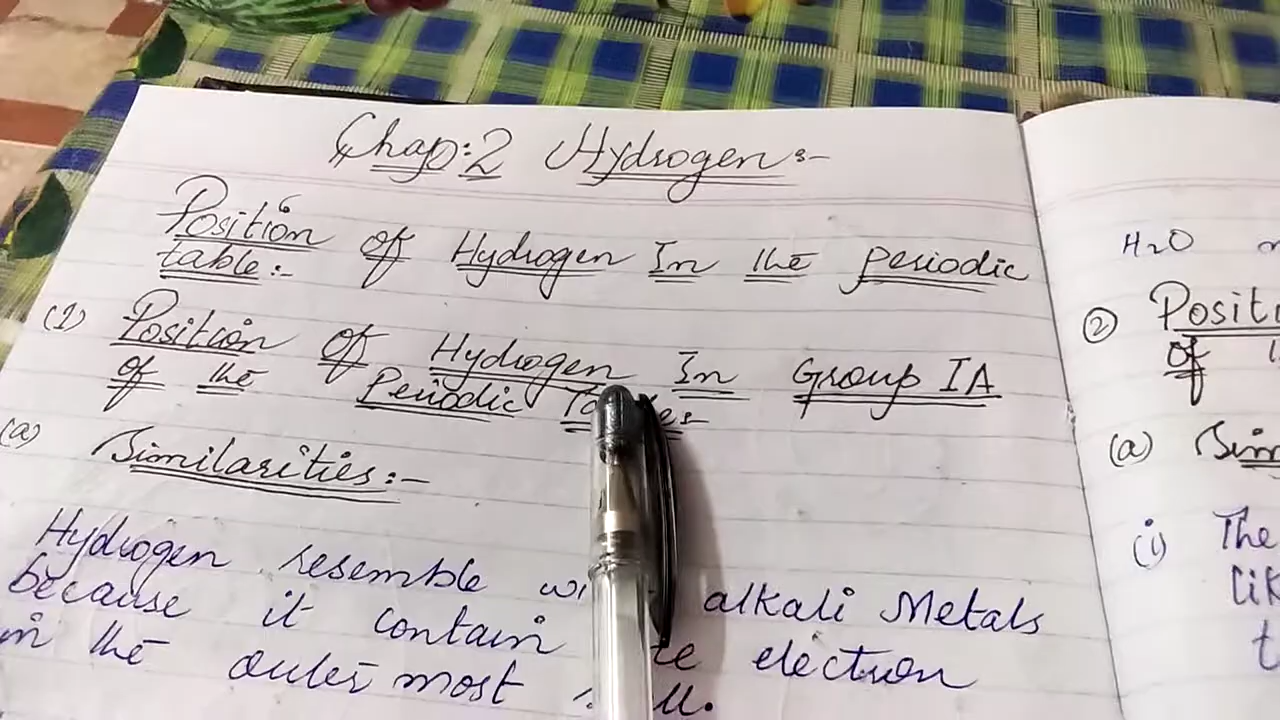 Chap:2 Hydrogen:-
Position of Hydrogen In the periodic
table:-
(1) Position of Hydrogen In Group IA
of the Periodic
(a) Similarities:-
Hydrogen resemble alkali Metals
because it contain electron
in the outer most
H2O
② Positi
of
(a) Sim
(i) The
lik
t